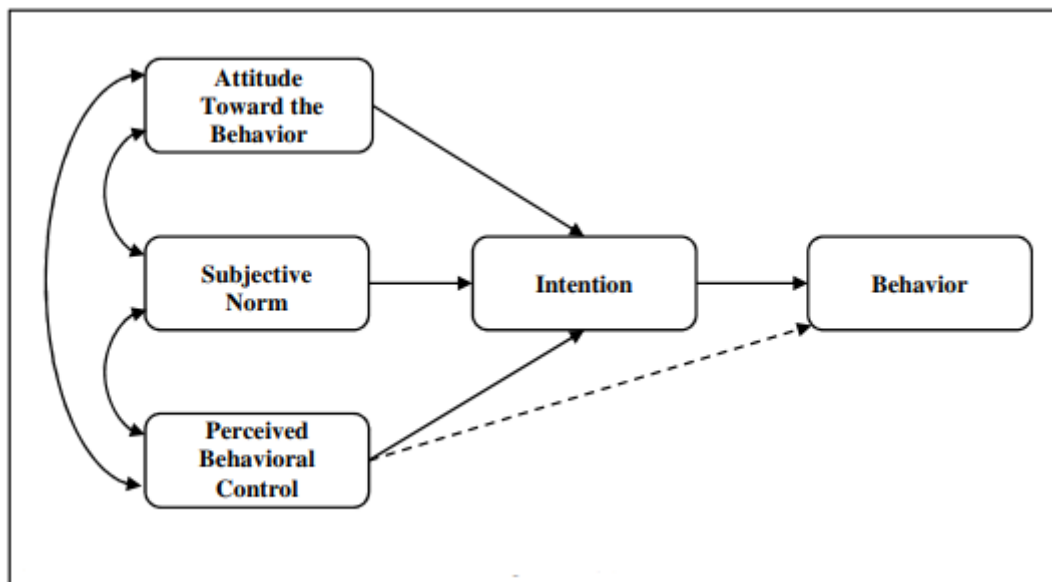 Attitude
Toward the
Behavior
Subjective
Norm
Intention
Behavior
Perceived
Behavioral
Control